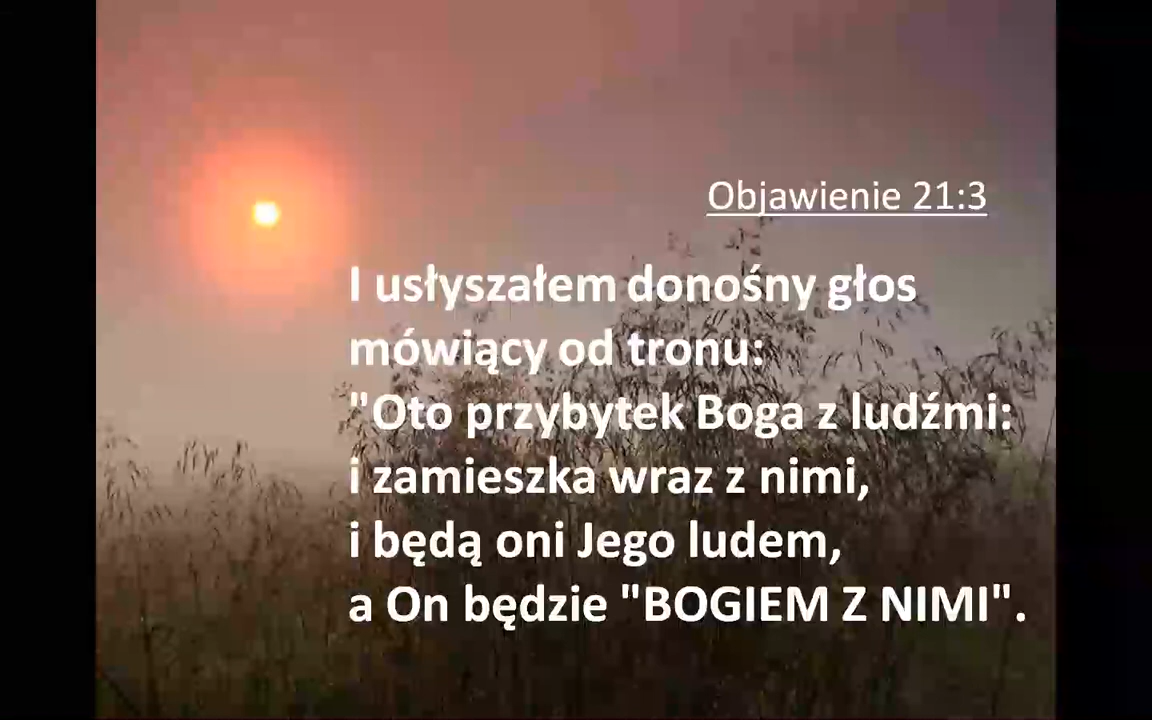 Objawienie 21:3
I usłyszałem donośny głos
mówiący od tronu:
"Oto przybytek Boga z ludźmi:
i zamieszka wraz z nimi,
i będą oni Jego ludem,
a On będzie "BOGIEM Z NIMI".